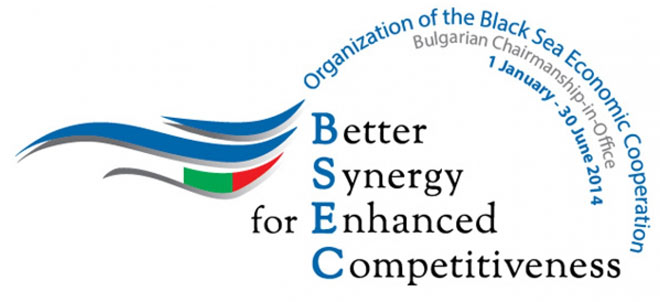 Organization of the Black Sea Economic Cooperation
Bulgarian Chairmanship-in-Office
1 January - 30 June 2014
Better
Synergy
for Enhanced
Competitiveness